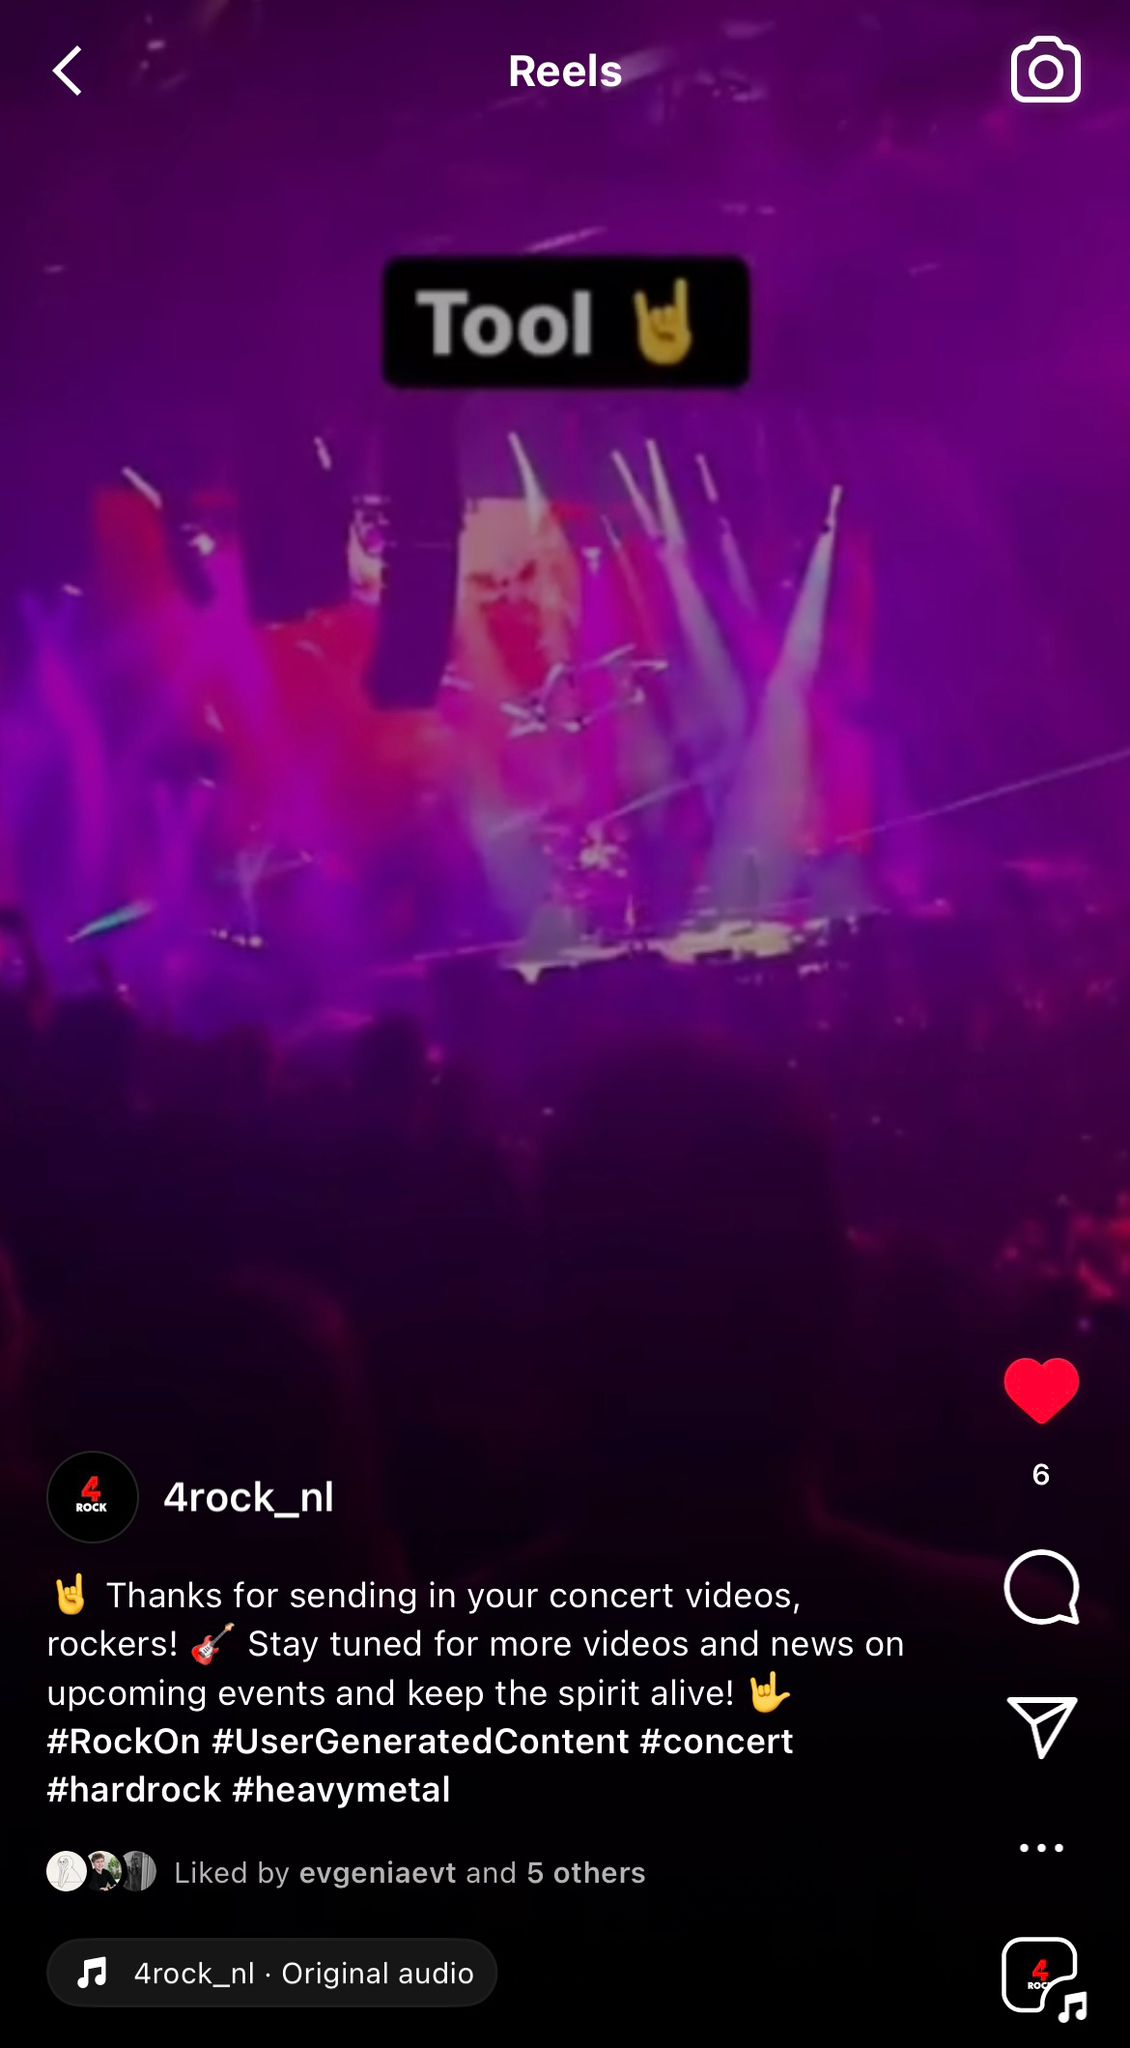 Reels
Tool 🤘
4
ROCK
4rock_nl
🤘 Thanks for sending in your concert videos,
rockers! 🎸 Stay tuned for more videos and news on
upcoming events and keep the spirit alive! 🤟
#RockOn #UserGeneratedContent #concert
#hardrock #heavymetal
Liked by evgeniaevt and 5 others
4rock_nl · Original audio
6
4
ROCK